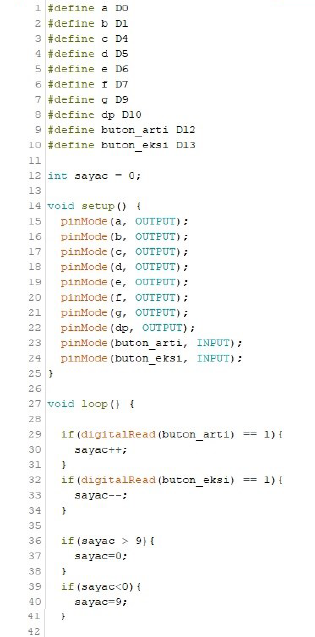 1 #define a D0
2 #define b D1
3 #define c D4
4 #define d D5
5 #define e D6
6 #define f D7
7 #define g D9
8 #define dp D10
9 #define buton_arti D12
10 #define buton_eksi D13
11
12 int sayac = 0;
13
14 void setup() {
15 pinMode(a, OUTPUT);
16 pinMode(b, OUTPUT);
17 pinMode(c, OUTPUT);
18 pinMode(d, OUTPUT);
19 pinMode(e, OUTPUT);
20 pinMode(f, OUTPUT);
21 pinMode(g, OUTPUT);
22 pinMode(dp, OUTPUT);
23 pinMode(buton_arti, INPUT);
24 pinMode(buton_eksi, INPUT);
25 }
26
27 void loop() {
28
29 if(digitalRead(buton_arti) == 1){
30 sayac++;
31 }
32 if(digitalRead(buton_eksi) == 1){
33 sayac--;
34 }
35
36 if(sayac > 9){
37 sayac=0;
38 }
39 if(sayac<0){
40 sayac=9;
41 }
42